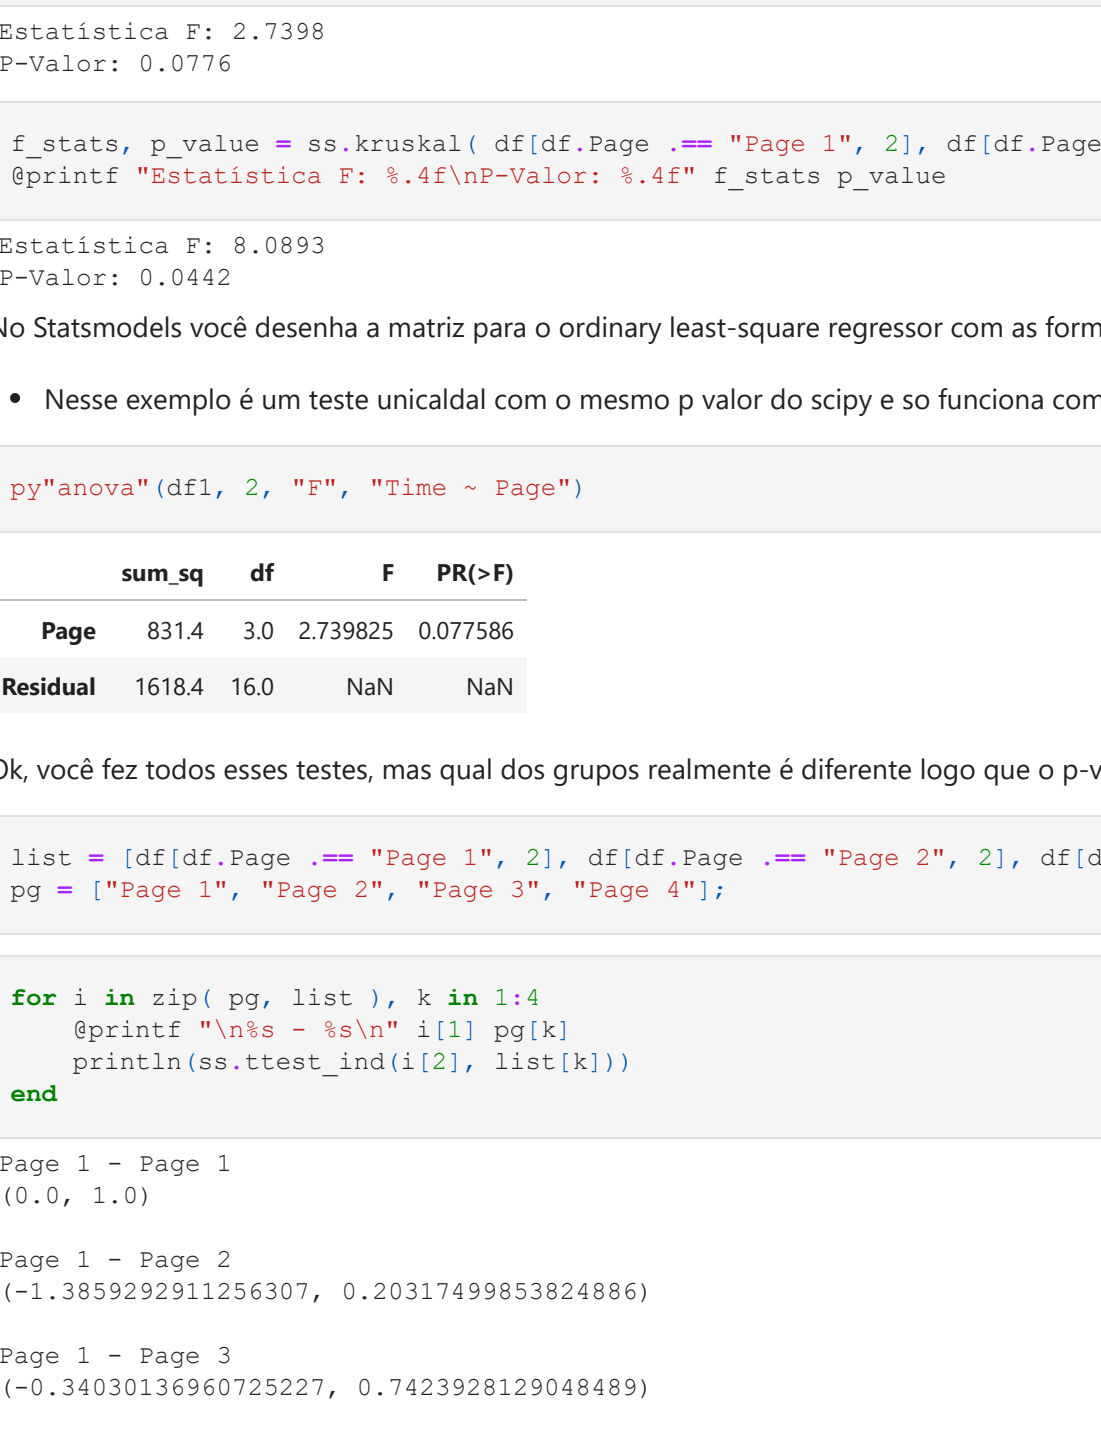 Estatística F: 2.7398
P-Valor: 0.0776
f_stats, p_value = ss.kruskal( df[df.Page .== "Page 1", 2], df[df.Page
@printf "Estatística F: %.4f\nP-Valor: %.4f" f_stats p_value
Estatística F: 8.0893
P-Valor: 0.0442
No Statsmodels você desenha a matriz para o ordinary least-square regressor com as form
• Nesse exemplo é um teste unicaldal com o mesmo p valor do scipy e so funciona com
py"anova"(df1, 2, "F", "Time ~ Page")
sum_sq df F PR(>F)
Page 831.4 3.0 2.739825 0.077586
Residual 1618.4 16.0 NaN NaN
Ok, você fez todos esses testes, mas qual dos grupos realmente é diferente logo que o p-v
list = [df[df.Page .== "Page 1", 2], df[df.Page .== "Page 2", 2], df[d
pg = ["Page 1", "Page 2", "Page 3", "Page 4"];
for i in zip( pg, list ), k in 1:4
    @printf "\n%s - %s\n" i[1] pg[k]
    println(ss.ttest_ind(i[2], list[k]))
end
Page 1 - Page 1
(0.0, 1.0)
Page 1 - Page 2
(-1.3859292911256307, 0.20317499853824886)
Page 1 - Page 3
(-0.34030136960725227, 0.7423928129048489)